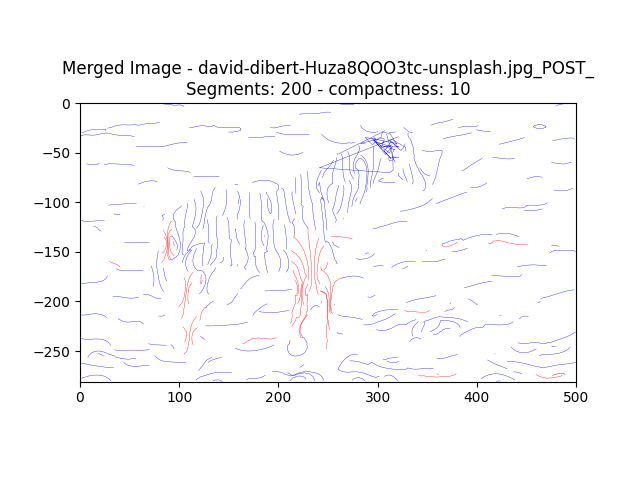 Merged Image - david-dibert-Huza8QOO3tc-unsplash.jpg_POST_
Segments: 200 - compactness: 10
0
−50
−100
−150
−200
−250
0 100 200 300 400 500